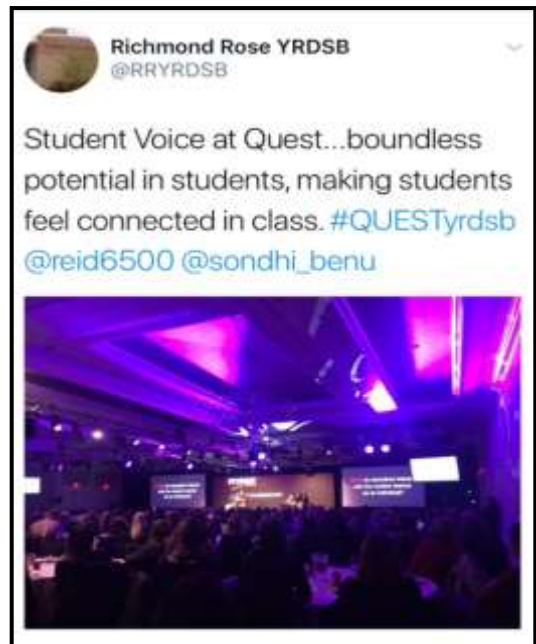 Richmond Rose YRDSB
@RRYRDSB
Student Voice at Quest...boundless
potential in students, making students
feel connected in class. #QUESTyrdsb
@reid6500 @sondhi_benu